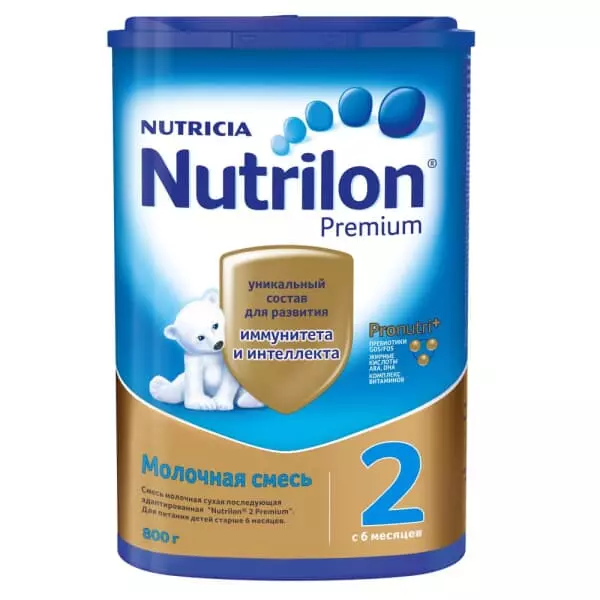 NUTRICIA
Nutrilon®
Premium
уникальный
состав
для развития
иммунитета
и интеллекта
Pronutri+
ПРЕБИОТИКИ
GOS/FOS
ЖИРНЫЕ
КИСЛОТЫ
ARA, DHA
КОМПЛЕКС
ВИТАМИНОВ
Молочная смесь
Смесь молочная сухая последующая
адаптированная "Nutrilon® 2 Premium".
Для питания детей старше 6 месяцев.
800 г
2
с 6 месяцев